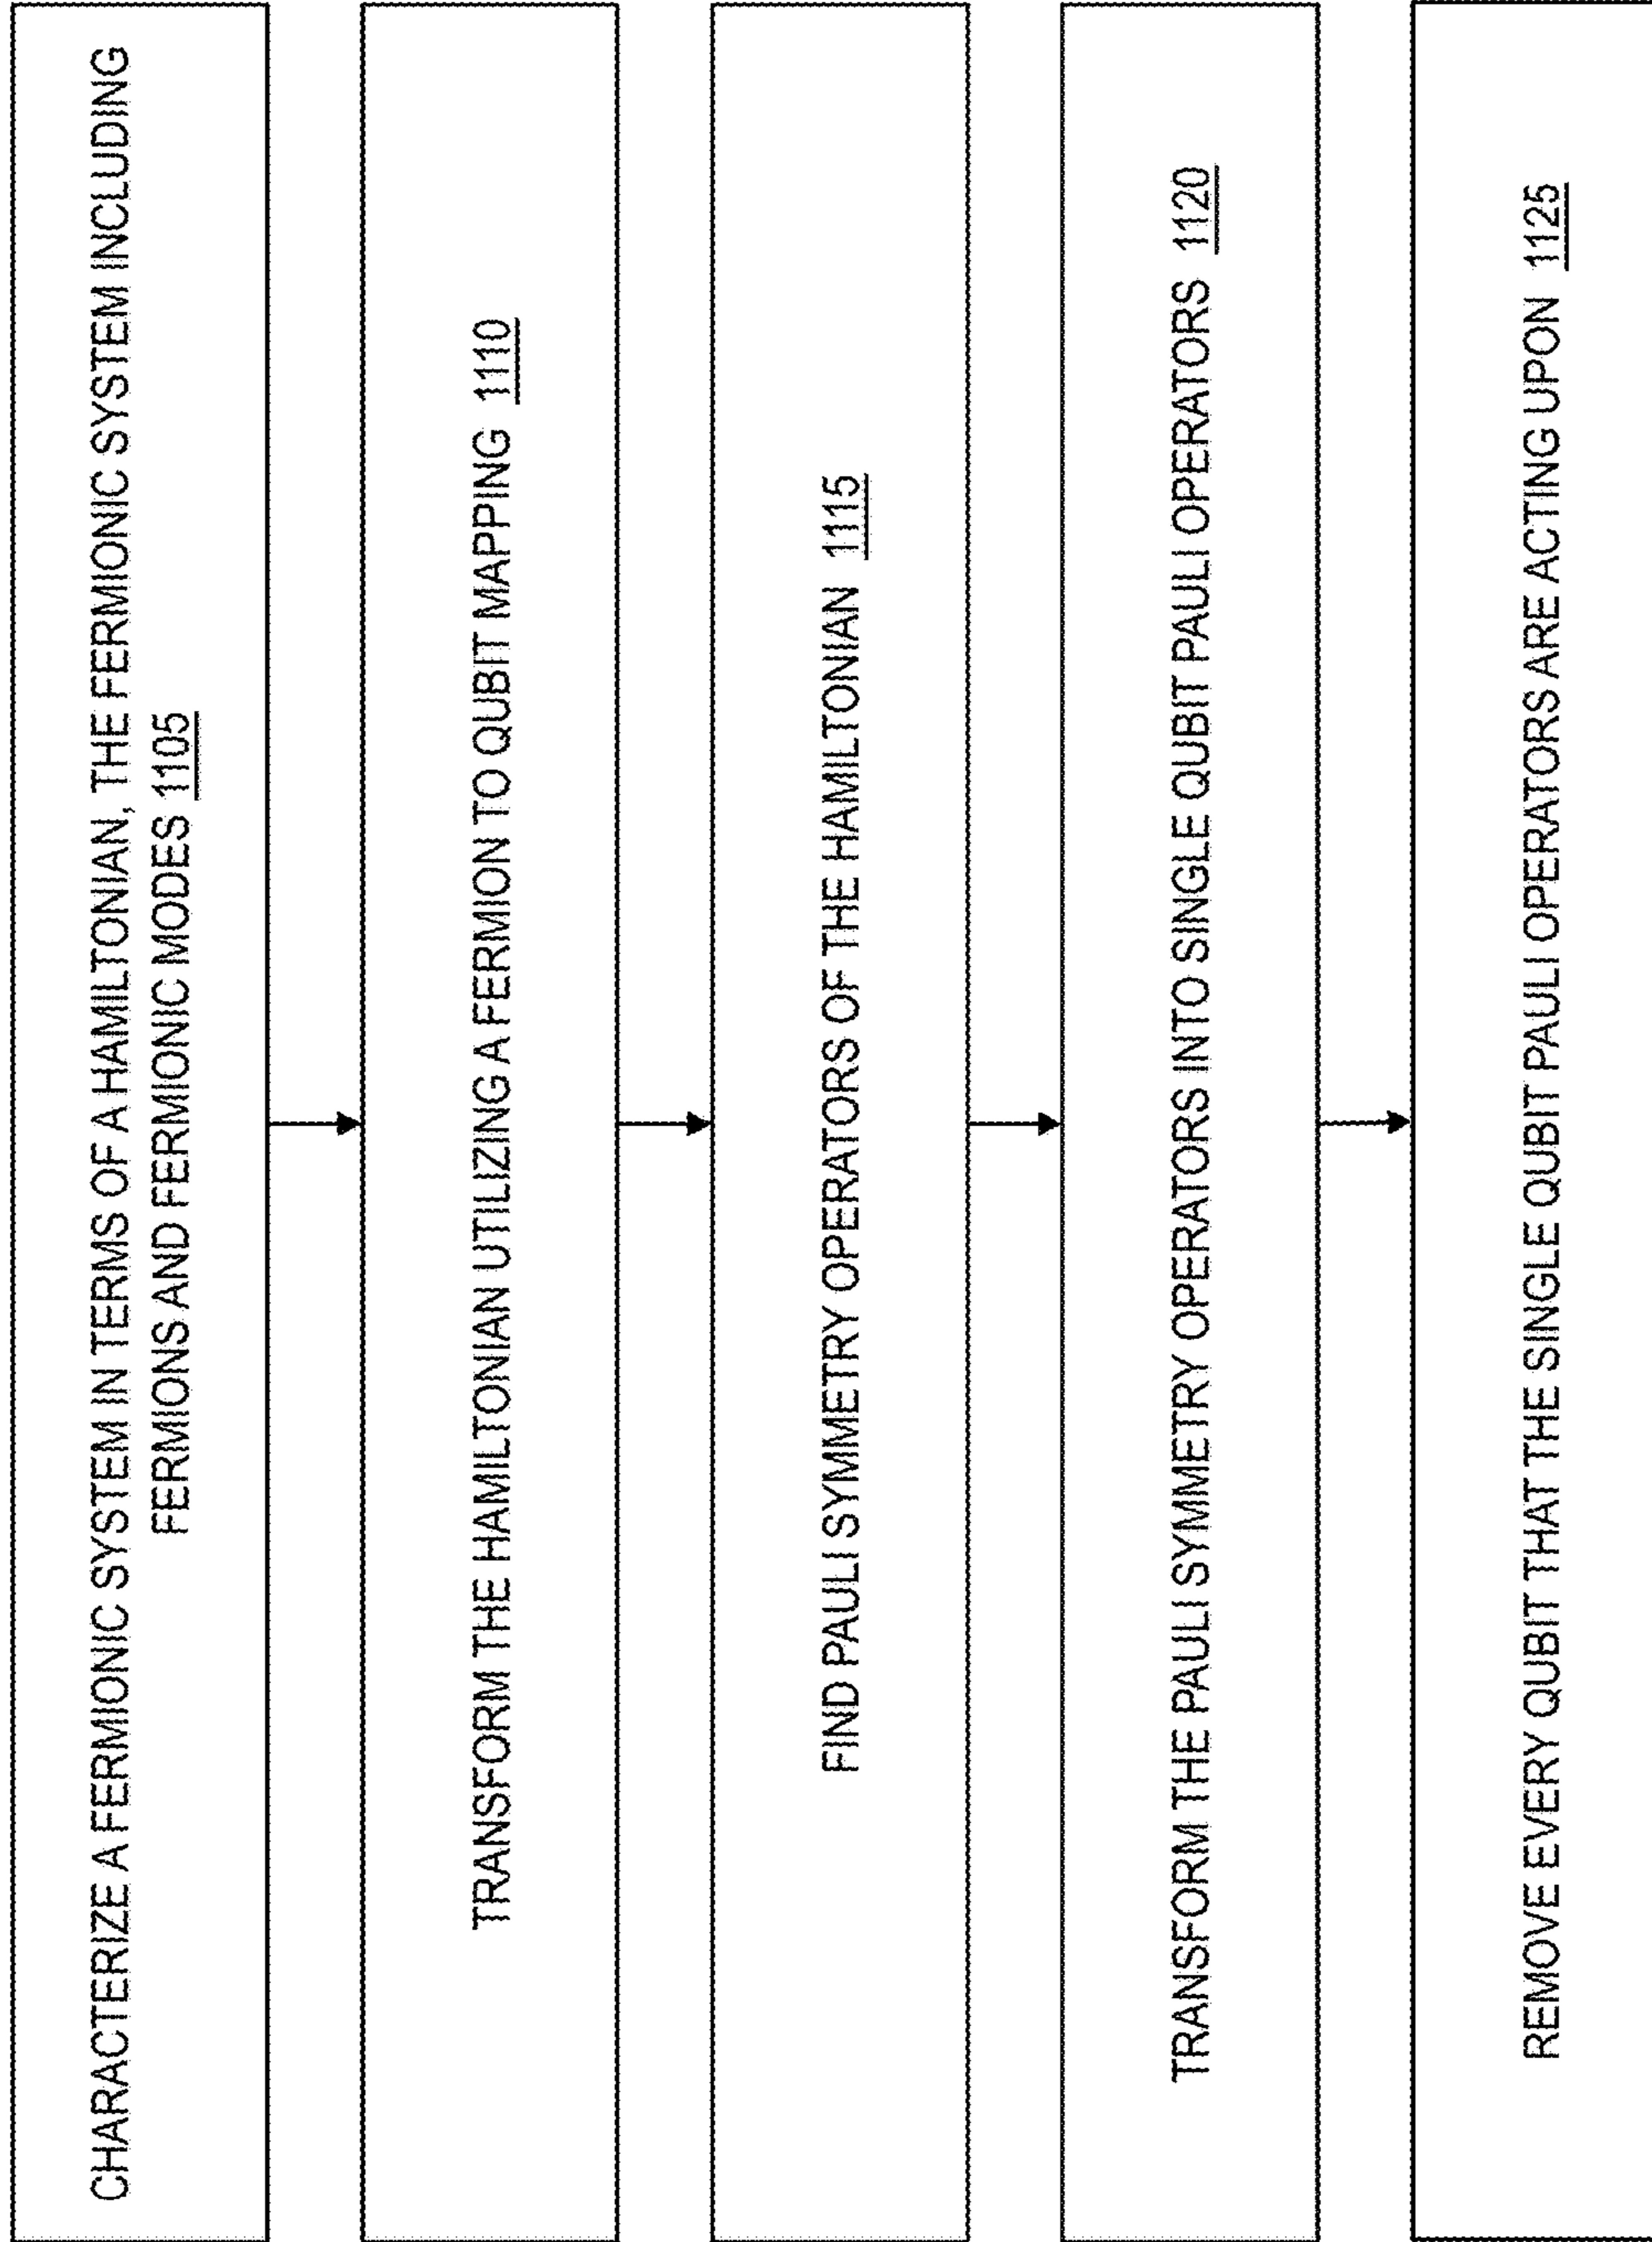 CHARACTERIZE A FERMIONIC SYSTEM IN TERMS OF A HAMILTONIAN, THE FERMIONIC SYSTEM INCLUDING
FERMIONS AND FERMIONIC MODES 1105
TRANSFORM THE HAMILTONIAN UTILIZING A FERMION TO QUBIT MAPPING 1110
FIND PAULI SYMMETRY OPERATORS OF THE HAMILTONIAN 1115
TRANSFORM THE PAULI SYMMETRY OPERATORS INTO SINGLE QUBIT PAULI OPERATORS 1120
REMOVE EVERY QUBIT THAT THE SINGLE QUBIT PAULI OPERATORS ARE ACTING UPON 1125